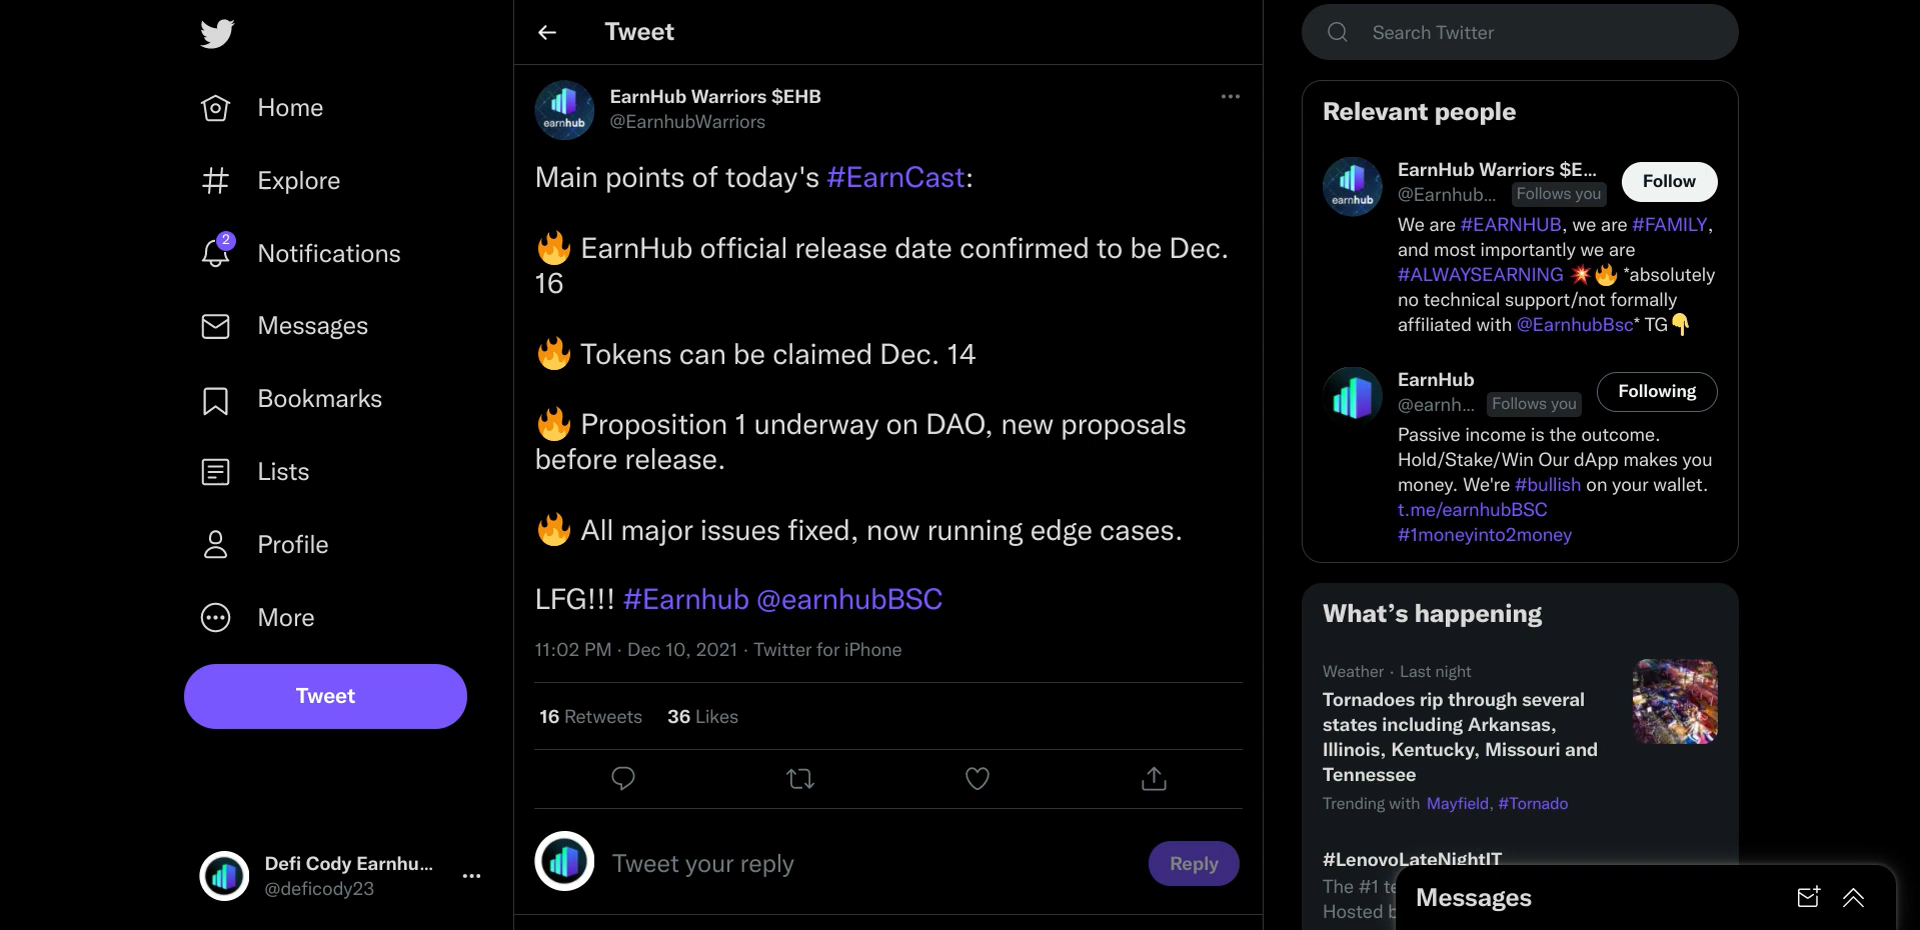 Home
Explore
2
Notifications
Messages
Bookmarks
Lists
Profile
More
Tweet
Defi Cody Earnhu...
@deficody23
Tweet
earnhub
EarnHub Warriors $EHB
@EarnhubWarriors
Main points of today's #EarnCast:
🔥 EarnHub official release date confirmed to be Dec.
16
🔥 Tokens can be claimed Dec. 14
🔥 Proposition 1 underway on DAO, new proposals
before release.
🔥 All major issues fixed, now running edge cases.
LFG!!! #Earnhub @earnhubBSC
11:02 PM · Dec 10, 2021 · Twitter for iPhone
16 Retweets 36 Likes
Tweet your reply
Reply
Search Twitter
Relevant people
earnhub
EarnHub Warriors $E...
Follow
@Earnhub... Follows you
We are #EARNHUB, we are #FAMILY,
and most importantly we are
#ALWAYSEARNING 💥🔥 *absolutely
no technical support/not formally
affiliated with @EarnhubBsc* TG👇
EarnHub
Following
@earnh... Follows you
Passive income is the outcome.
Hold/Stake/Win Our dApp makes you
money. We're #bullish on your wallet.
t.me/earnhubBSC
#1moneyinto2money
What's happening
Weather · Last night
Tornadoes rip through several
states including Arkansas,
Illinois, Kentucky, Missouri and
Tennessee
Trending with Mayfield, #Tornado
#LenovoLateNightIT
The #1 te
Hosted
Messages